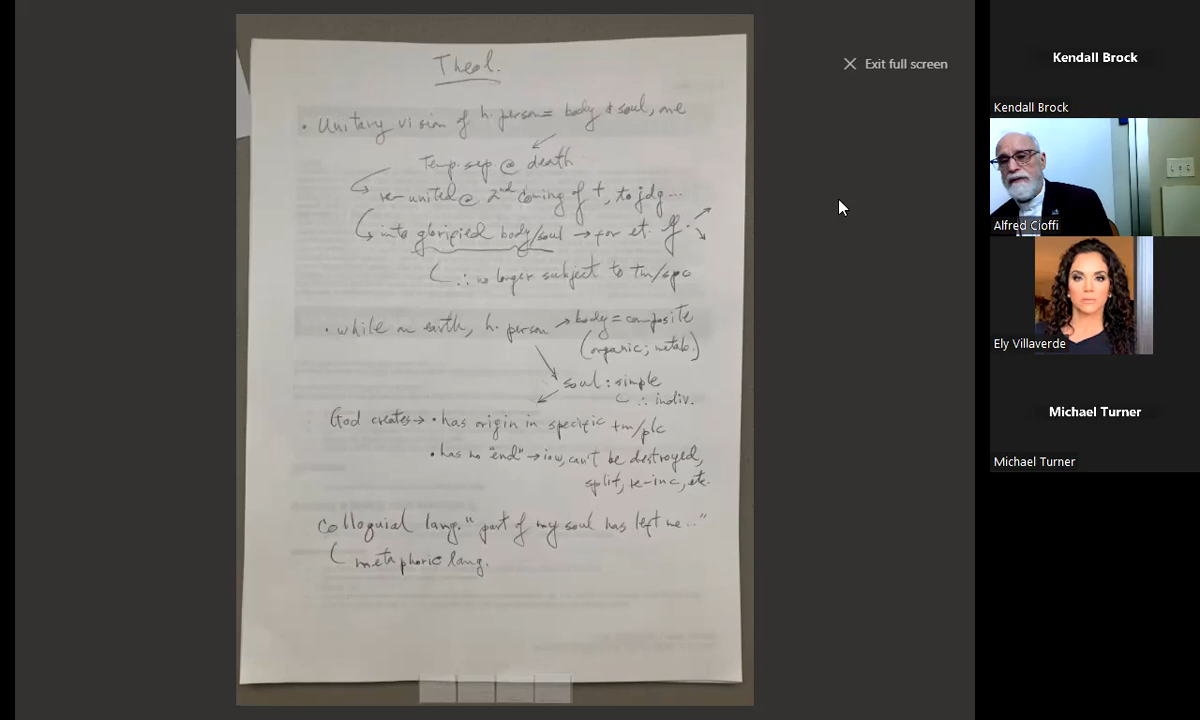 Theol.
• Unitary vision of h. person = body & soul, one
Temp. sep @ death
re-united @ 2nd coming of †, to jdg...
into glorified body/soul → for et.
∴ no longer subject to tm/spc
• while on earth, h. person → body = composite
(organic; metab.)
soul : simple
∴ indiv.
God creates → • has origin in specific tm/plc
• has no "end" → iow, can't be destroyed,
split, re-inc, etc.
Colloquial lang. "part of my soul has left me..."
metaphoric lang.
Exit full screen
Kendall Brock
Kendall Brock
Alfred Cioffi
Ely Villaverde
Michael Turner
Michael Turner